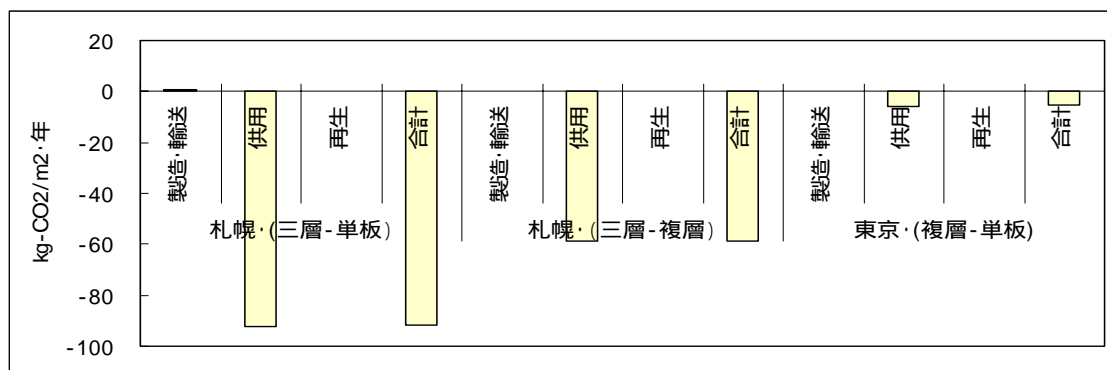 20
0
-20
-40
-60
-80
-100
kg-CO2/m2・年
製造・輸送
供用
再生
合計
製造・輸送
供用
再生
合計
製造・輸送
供用
再生
合計
札幌・(三層-単板)
札幌・(三層-複層)
東京・(複層-単板)